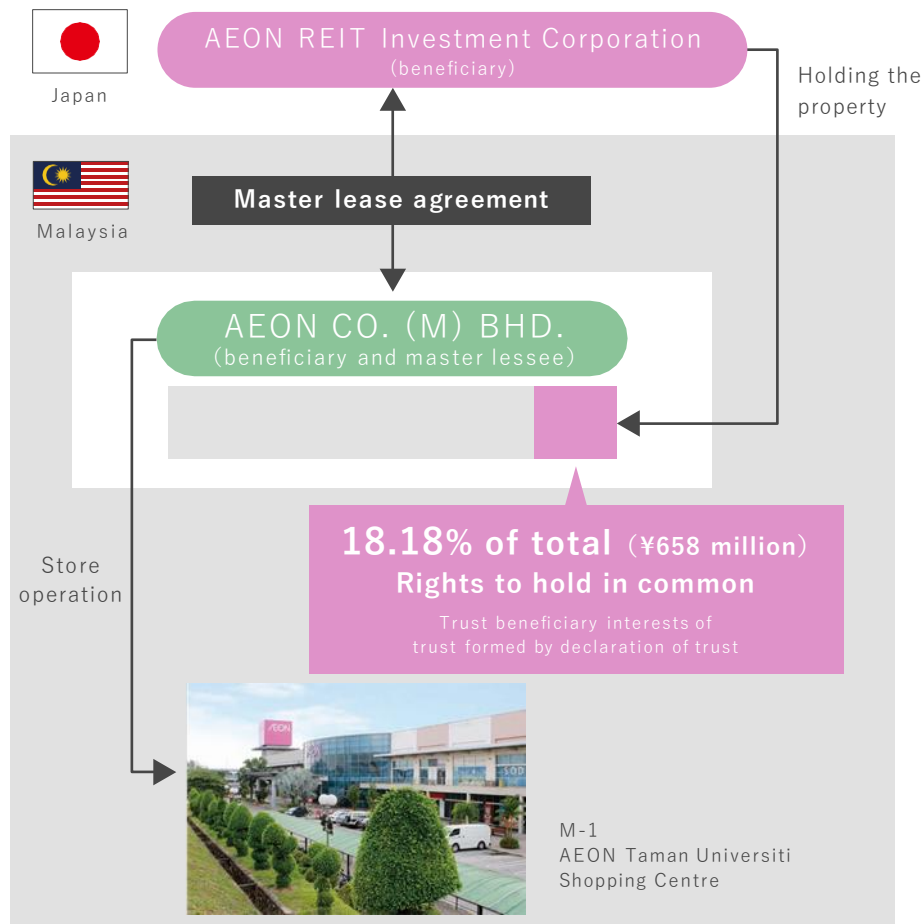 AEON REIT Investment Corporation
(beneficiary)
Japan
Holding the
property
Malaysia
Master lease agreement
AEON CO. (M) BHD.
(beneficiary and master lessee)
18.18% of total (¥658 million)
Rights to hold in common
Trust beneficiary interests of
trust formed by declaration of trust
Store
operation
AEON
M-1
AEON Taman Universiti
Shopping Centre